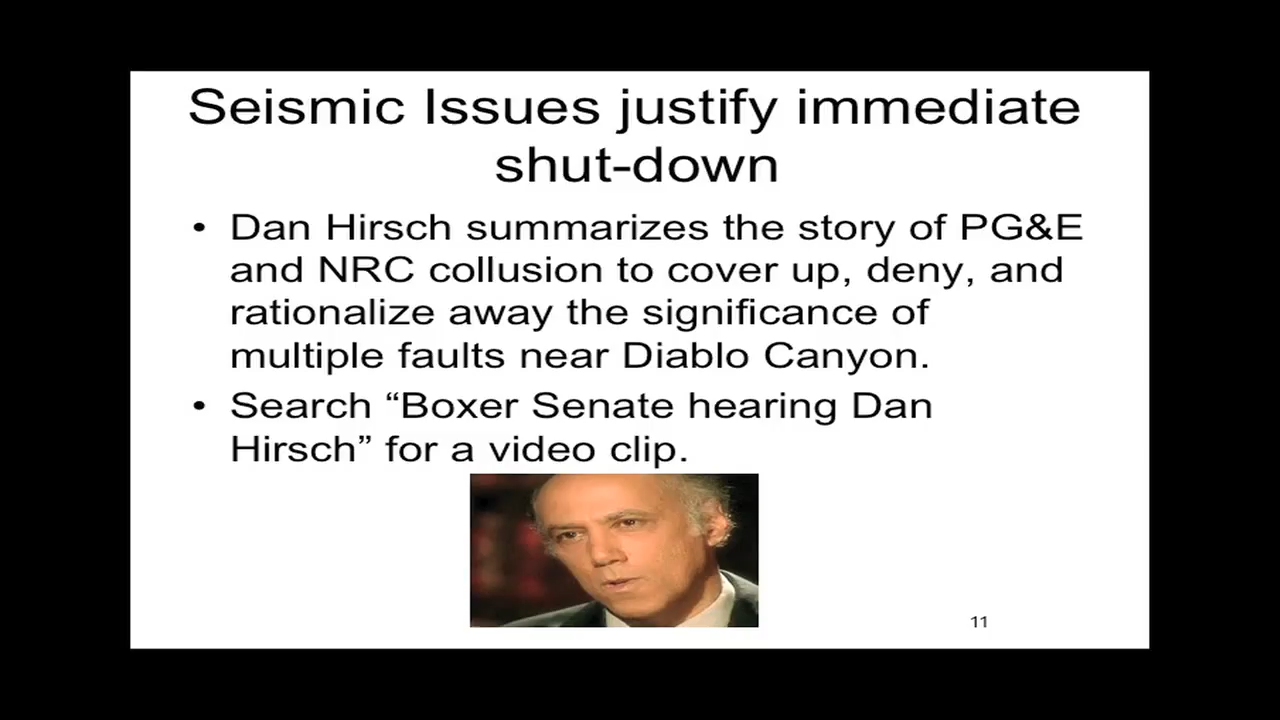 Seismic Issues justify immediate
shut-down
• Dan Hirsch summarizes the story of PG&E
and NRC collusion to cover up, deny, and
rationalize away the significance of
multiple faults near Diablo Canyon.
• Search “Boxer Senate hearing Dan
Hirsch” for a video clip.
11